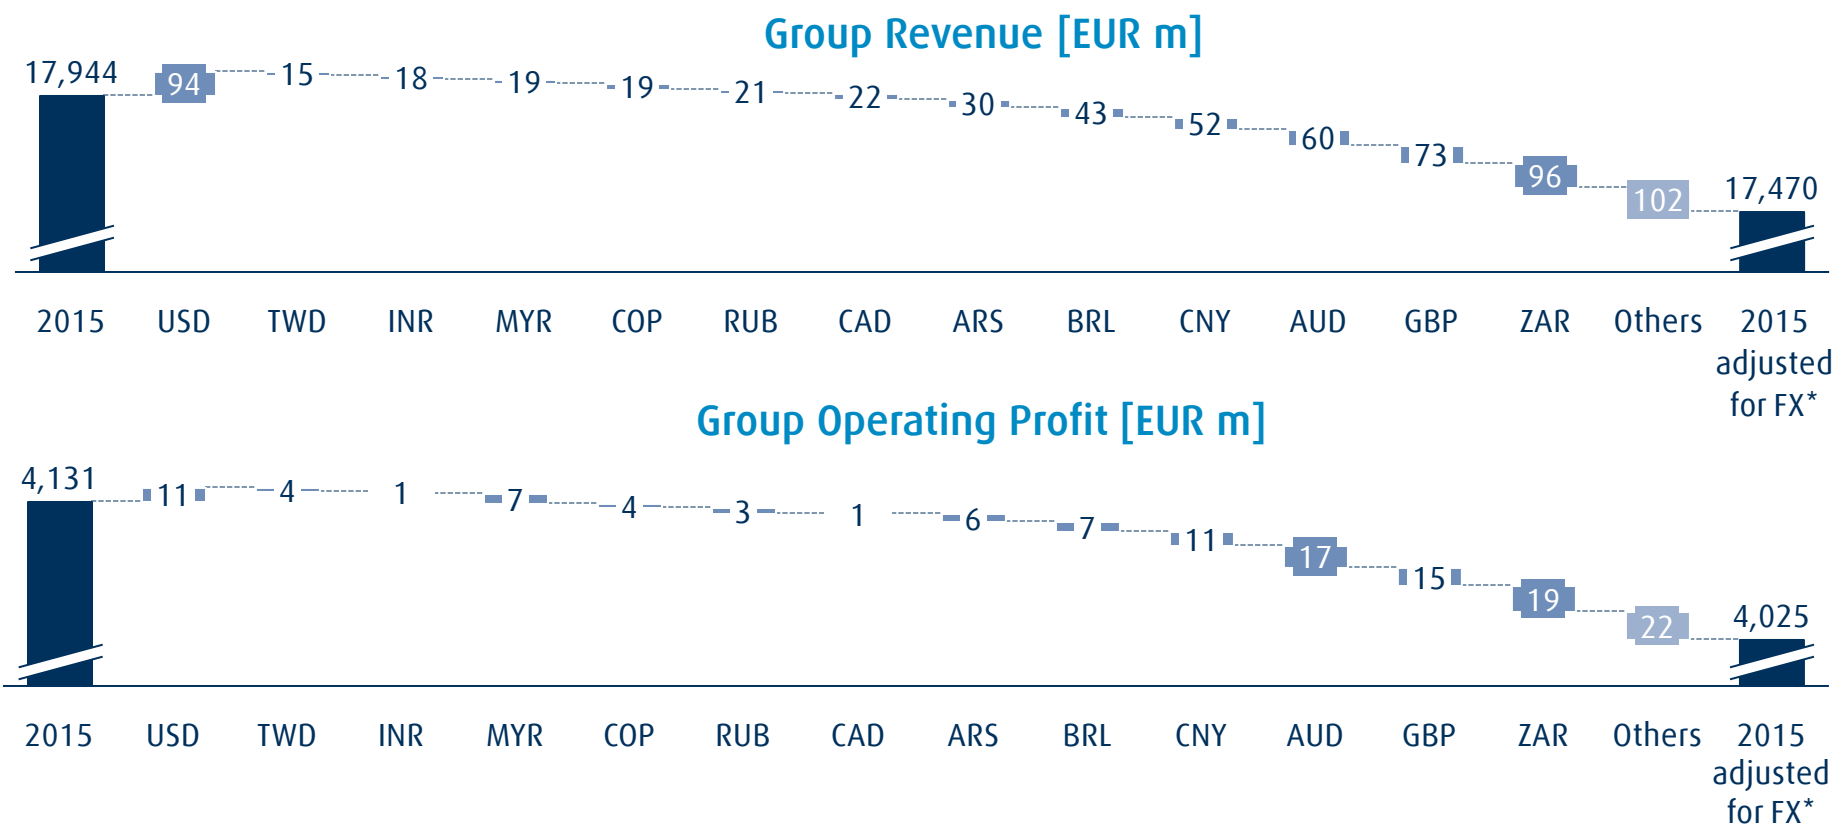 Group Revenue [EUR m]
17,944 94 15 18 19 19 21 22 30 43 52 60 73 96 102 17,470
2015 USD TWD INR MYR COP RUB CAD ARS BRL CNY AUD GBP ZAR Others 2015
adjusted
for FX*
Group Operating Profit [EUR m]
4,131 11 4 1 7 4 3 1 6 7 11 17 15 19 22 4,025
2015 USD TWD INR MYR COP RUB CAD ARS BRL CNY AUD GBP ZAR Others 2015
adjusted
for FX*